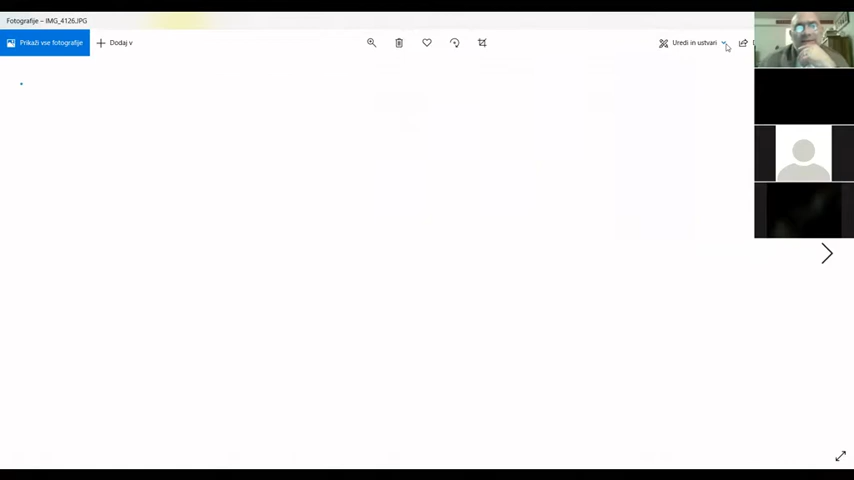 Fotografije – IMG_4126.JPG
Prikaži vse fotografije
Dodaj v
Uredi in ustvari